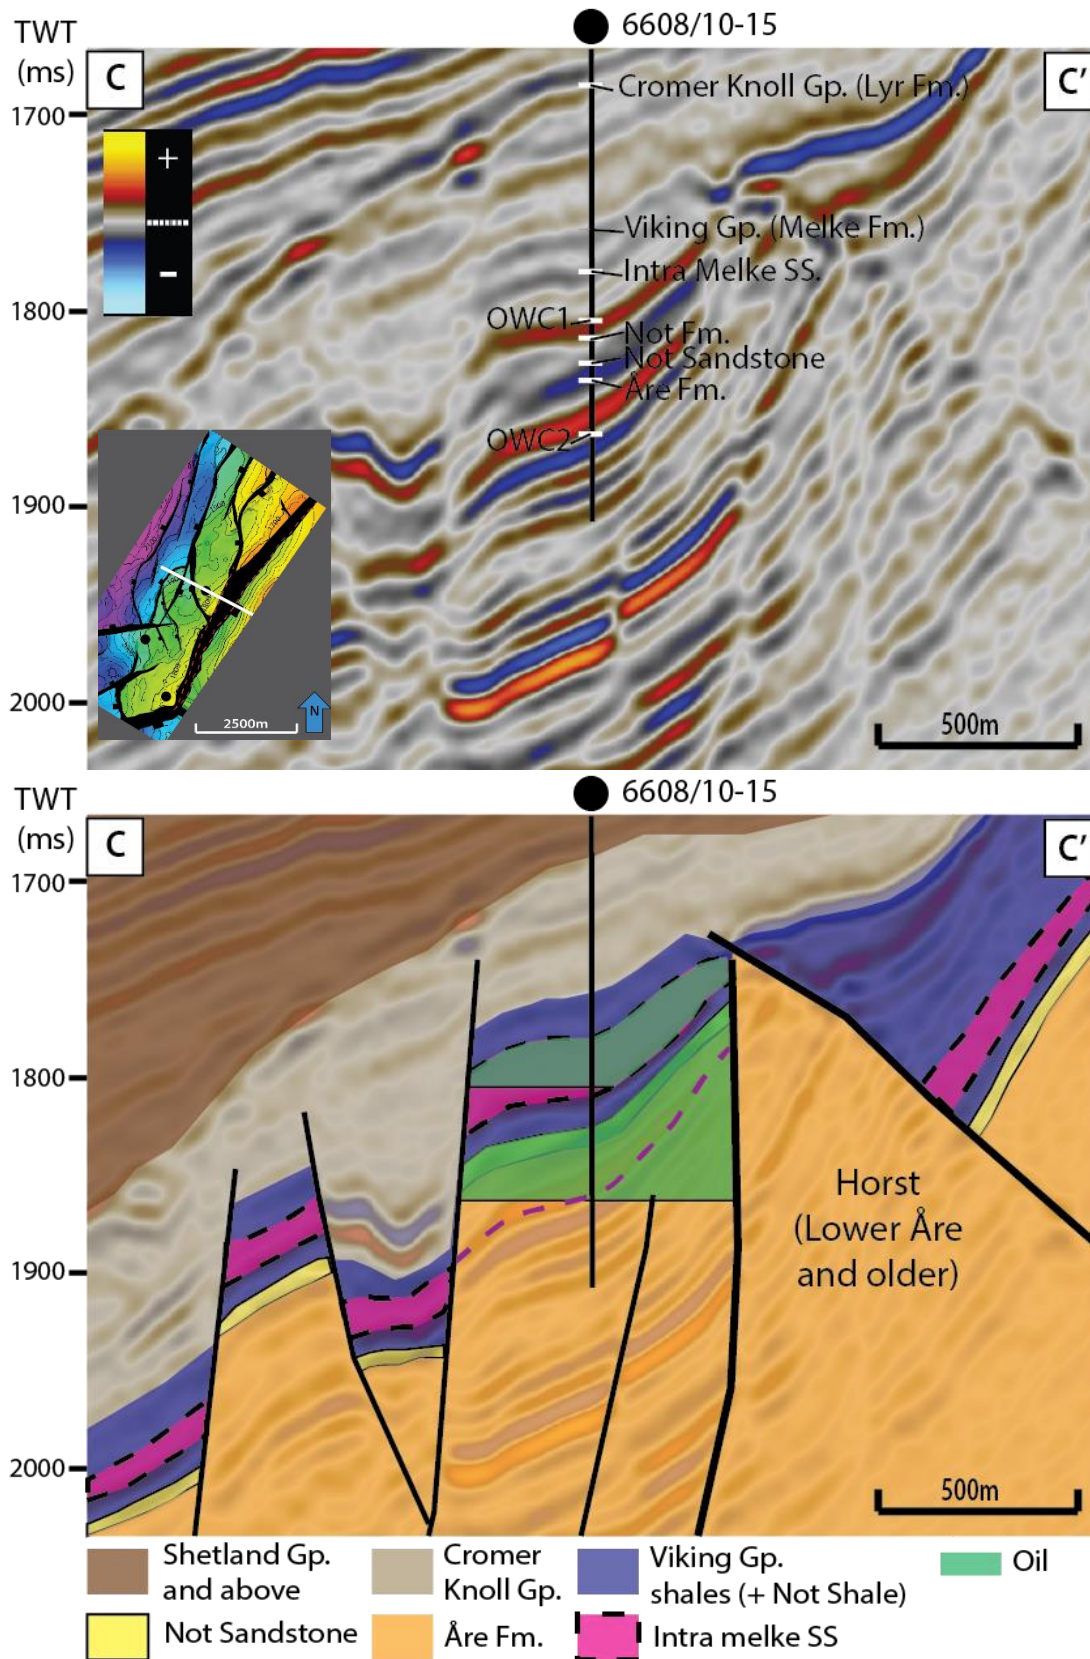 TWT
(ms)
6608/10-15
C
C'
1700
Cromer Knoll Gp. (Lyr Fm.)
+
-
Viking Gp. (Melke Fm.)
Intra Melke SS.
1800
OWC1
Not Fm.
Not Sandstone
Åre Fm.
OWC2
1900
2000
2500m
N
500m
TWT
(ms)
6608/10-15
C
C'
1700
1800
Horst
(Lower Åre
and older)
1900
2000
500m
Shetland Gp.
and above
Cromer
Knoll Gp.
Viking Gp.
shales (+ Not Shale)
Oil
Not Sandstone
Åre Fm.
Intra melke SS